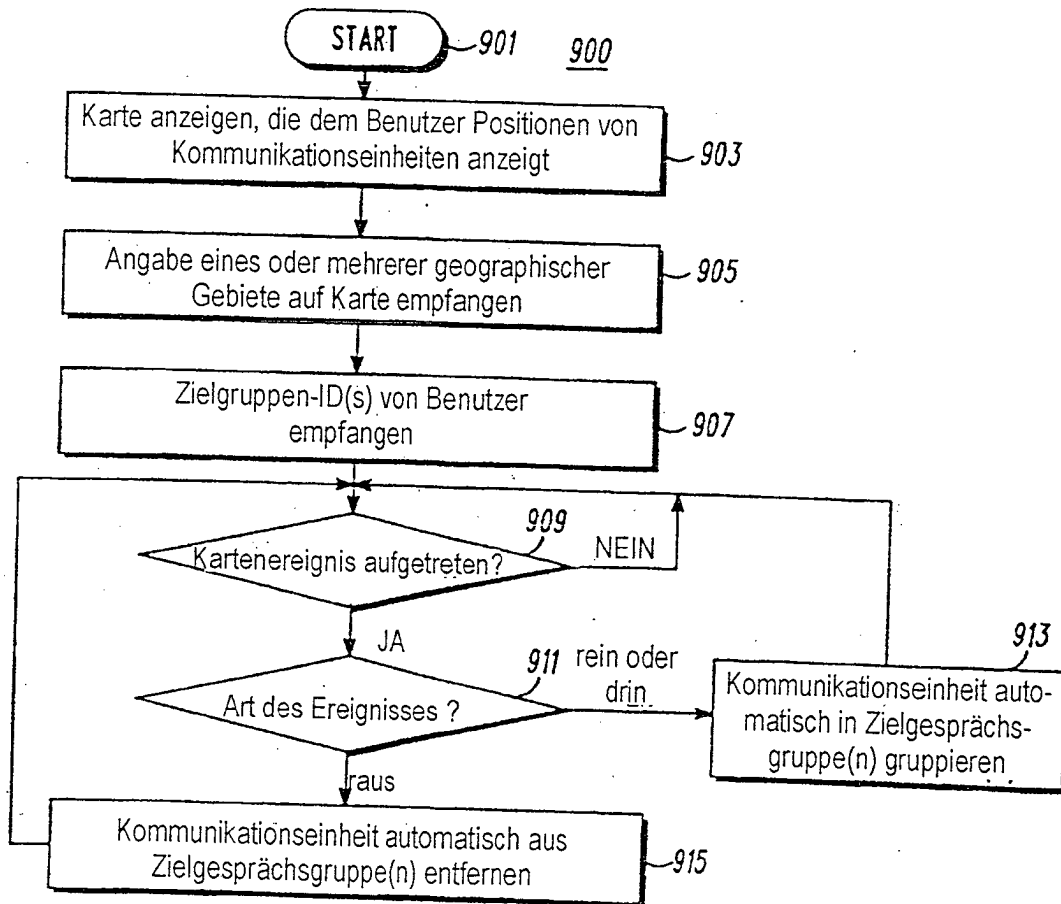 START
901
900
Karte anzeigen, die dem Benutzer Positionen von
Kommunikationseinheiten anzeigt
903
Angabe eines oder mehrerer geographischer
Gebiete auf Karte empfangen
905
Zielgruppen-ID(s) von Benutzer
empfangen
907
909
Kartenereignis aufgetreten?
NEIN
JA
911
Art des Ereignisses ?
rein oder
drin
913
Kommunikationseinheit auto-
matisch in Zielgesprächs-
gruppe(n) gruppieren
raus
Kommunikationseinheit automatisch aus
Zielgesprächsgruppe(n) entfernen
915